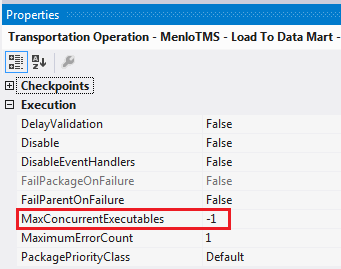 Properties
Transportation Operation - MenloTMS - Load To Data Mart -
Checkpoints
Execution
DelayValidation False
Disable False
DisableEventHandlers False
FailPackageOnFailure False
FailParentOnFailure False
MaxConcurrentExecutables -1
MaximumErrorCount 1
PackagePriorityClass Default